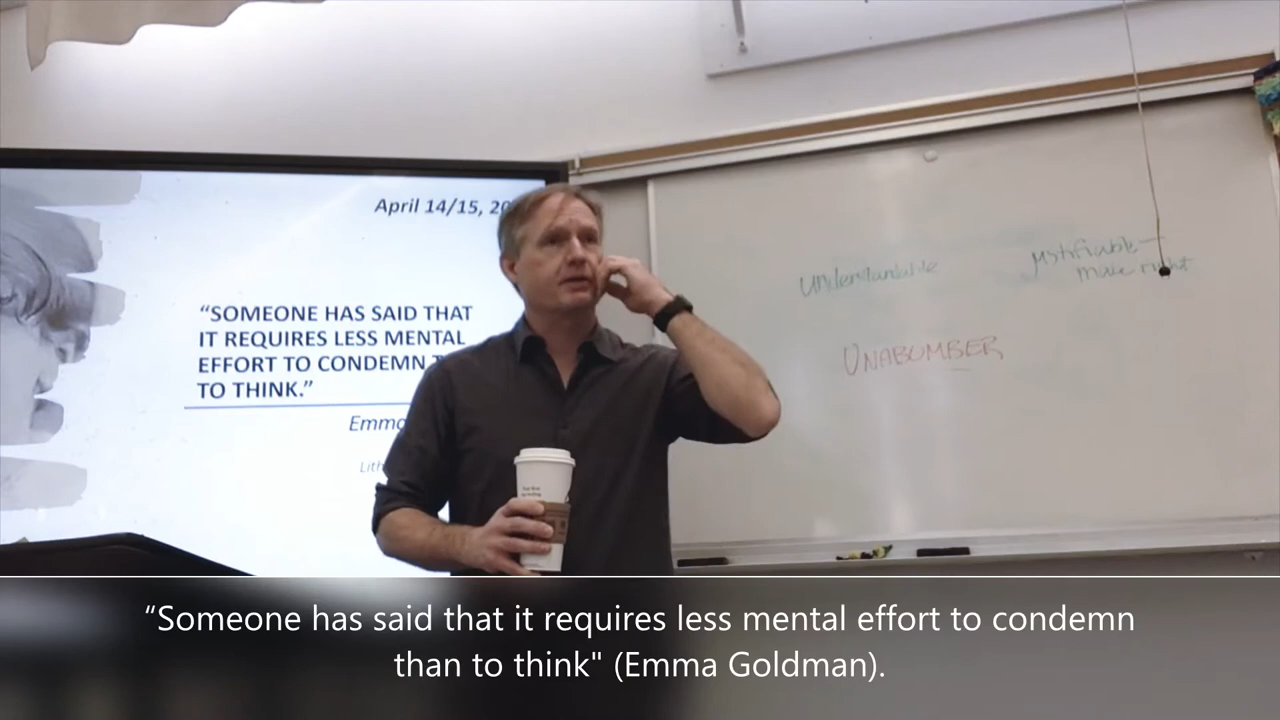 April 14/15, 20
“SOMEONE HAS SAID THAT
IT REQUIRES LESS MENTAL
EFFORT TO CONDEMN T
TO THINK.”
Emma
Lith
Understandable
justifiable
make right
UNABOMBER
“Someone has said that it requires less mental effort to condemn
than to think" (Emma Goldman).